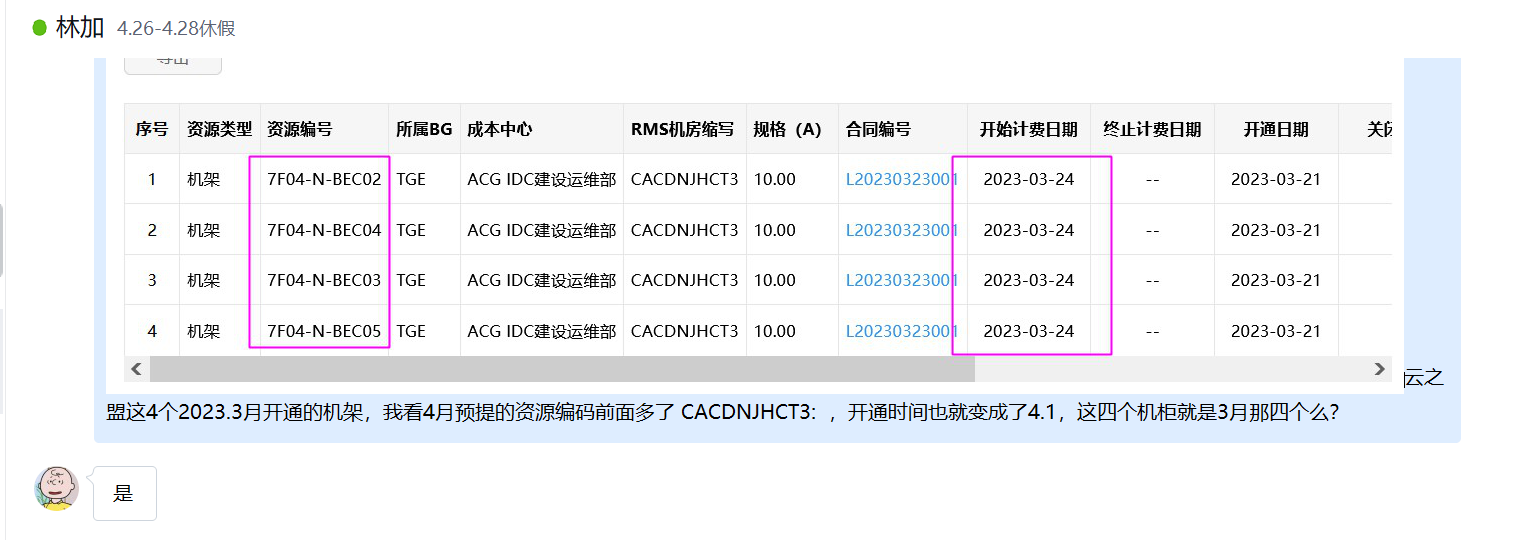 林加 4.26-4.28休假
导出
序号 资源类型 资源编号 所属BG 成本中心 RMS机房缩写 规格（A） 合同编号 开始计费日期 终止计费日期 开通日期 关闭
1 机架 7F04-N-BEC02 TGE ACG IDC建设运维部 CACDNJHCT3 10.00 L20230323001 2023-03-24 -- 2023-03-21
2 机架 7F04-N-BEC04 TGE ACG IDC建设运维部 CACDNJHCT3 10.00 L20230323001 2023-03-24 -- 2023-03-21
3 机架 7F04-N-BEC03 TGE ACG IDC建设运维部 CACDNJHCT3 10.00 L20230323001 2023-03-24 -- 2023-03-21
4 机架 7F04-N-BEC05 TGE ACG IDC建设运维部 CACDNJHCT3 10.00 L20230323001 2023-03-24 -- 2023-03-21
云之
盟这4个2023.3月开通的机架，我看4月预提的资源编码前面多了 CACDNJHCT3: ，开通时间也就变成了4.1，这四个机柜就是3月那四个么？
是